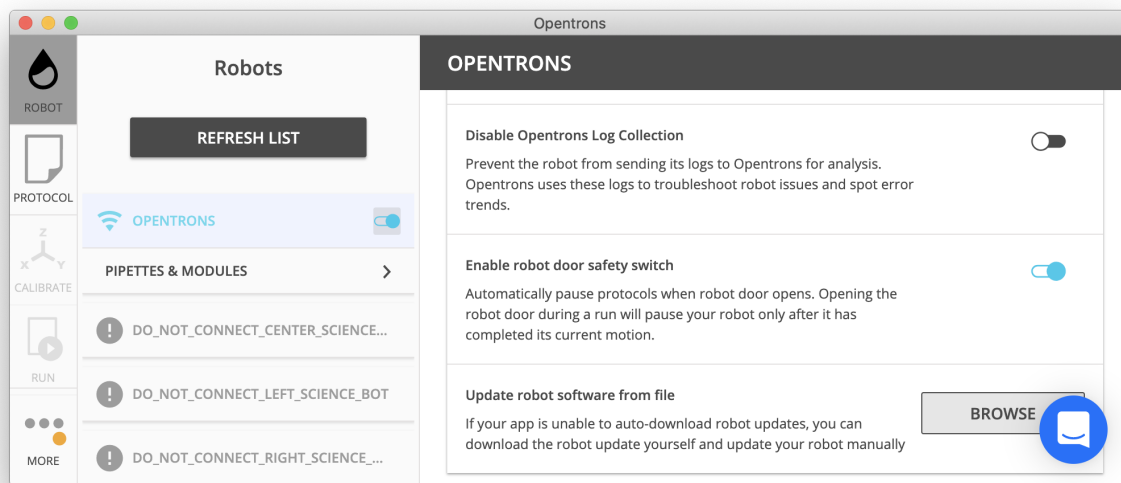 Opentrons
ROBOT
PROTOCOL
Z
X
Y
CALIBRATE
RUN
MORE
Robots
REFRESH LIST
OPENTRONS
PIPETTES & MODULES
DO_NOT_CONNECT_CENTER_SCIENCE...
DO_NOT_CONNECT_LEFT_SCIENCE_BOT
DO_NOT_CONNECT_RIGHT_SCIENCE_...
OPENTRONS
Disable Opentrons Log Collection
Prevent the robot from sending its logs to Opentrons for analysis.
Opentrons uses these logs to troubleshoot robot issues and spot error
trends.
Enable robot door safety switch
Automatically pause protocols when robot door opens. Opening the
robot door during a run will pause your robot only after it has
completed its current motion.
Update robot software from file
If your app is unable to auto-download robot updates, you can
download the robot update yourself and update your robot manually
BROWSE